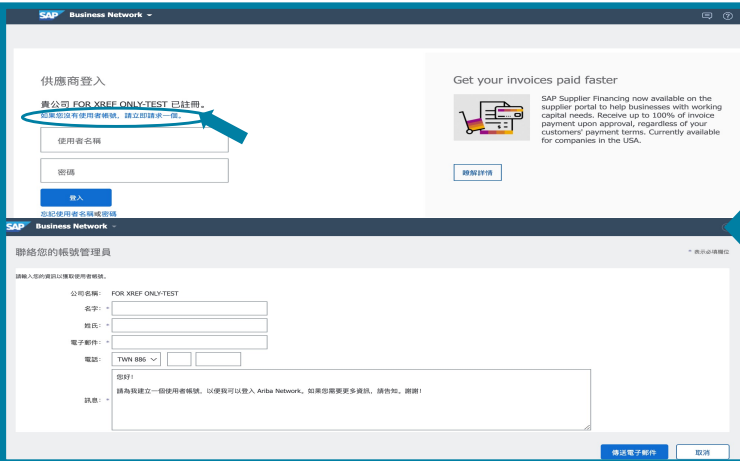 SAP Business Network
供應商登入
貴公司 FOR XREF ONLY-TEST 已註冊。
如果您沒有使用者帳號，請立即請求一個。
使用者名稱
密碼
登入
忘記使用者名稱或密碼
Get your invoices paid faster
SAP Supplier Financing now available on the
supplier portal to help businesses with working
capital needs. Receive up to 100% of invoice
payment upon approval, regardless of your
customers' payment terms. Currently available
for companies in the USA.
瞭解詳情
SAP Business Network
聯絡您的帳號管理員
* 表示必填欄位
請輸入您的資訊以獲取使用者帳號。
公司名稱: FOR XREF ONLY-TEST
名字: *
姓氏: *
電子郵件: *
電話: TWN 886
訊息: *
您好!
請為我建立一個使用者帳號，以便我可以登入 Ariba Network。如果您需要更多資訊，請告知。謝謝!
傳送電子郵件
取消